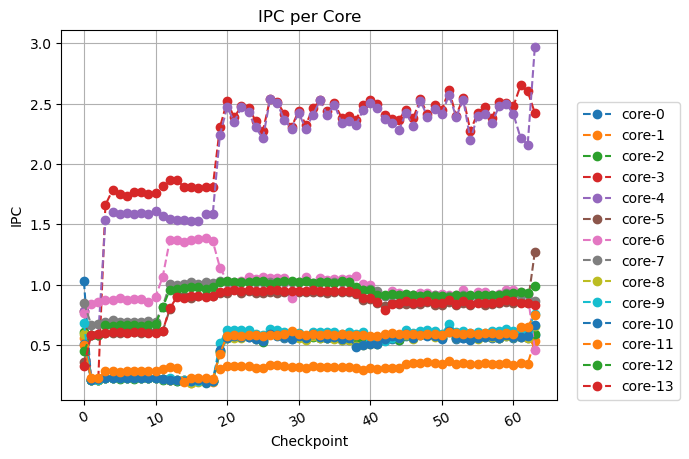 IPC per Core
IPC
3.0
2.5
2.0
1.5
1.0
0.5
0
10
20
30
40
50
60
Checkpoint
core-0
core-1
core-2
core-3
core-4
core-5
core-6
core-7
core-8
core-9
core-10
core-11
core-12
core-13